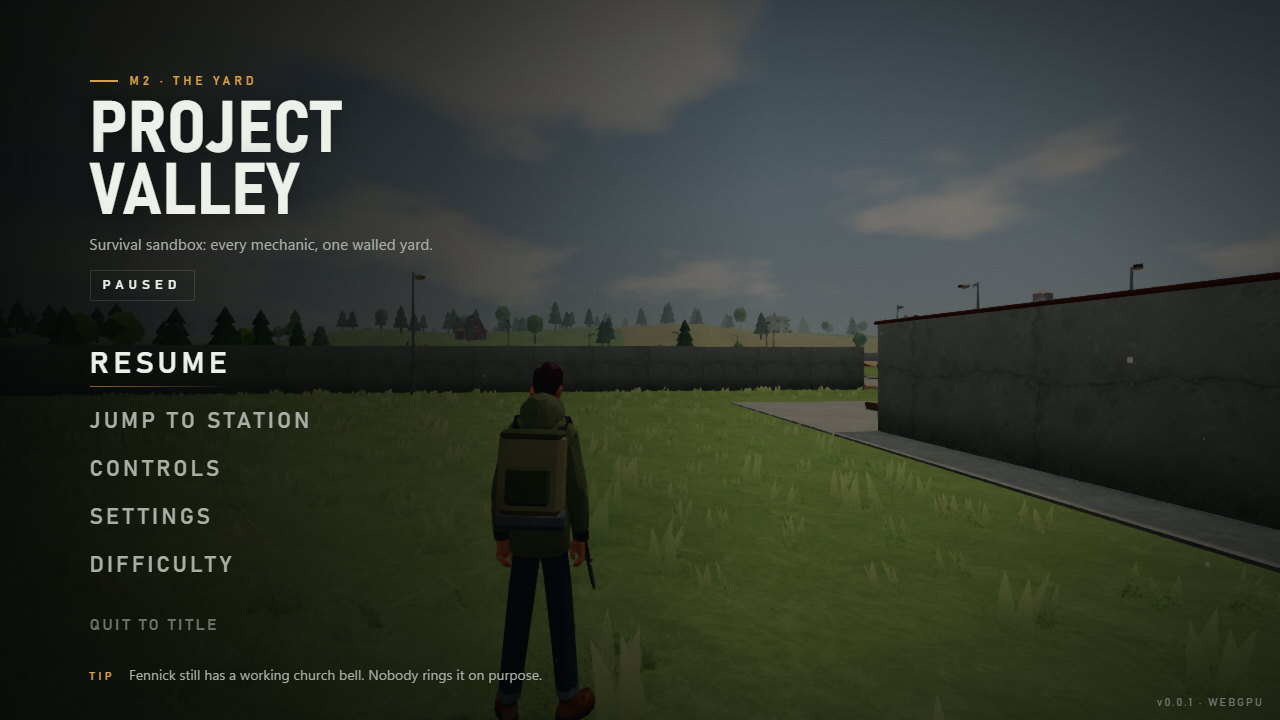 M2 · THE YARD
PROJECT
VALLEY
Survival sandbox: every mechanic, one walled yard.
PAUSED
RESUME
JUMP TO STATION
CONTROLS
SETTINGS
DIFFICULTY
QUIT TO TITLE
TIP Fennick still has a working church bell. Nobody rings it on purpose.
v0.0.1 · WEBGPU